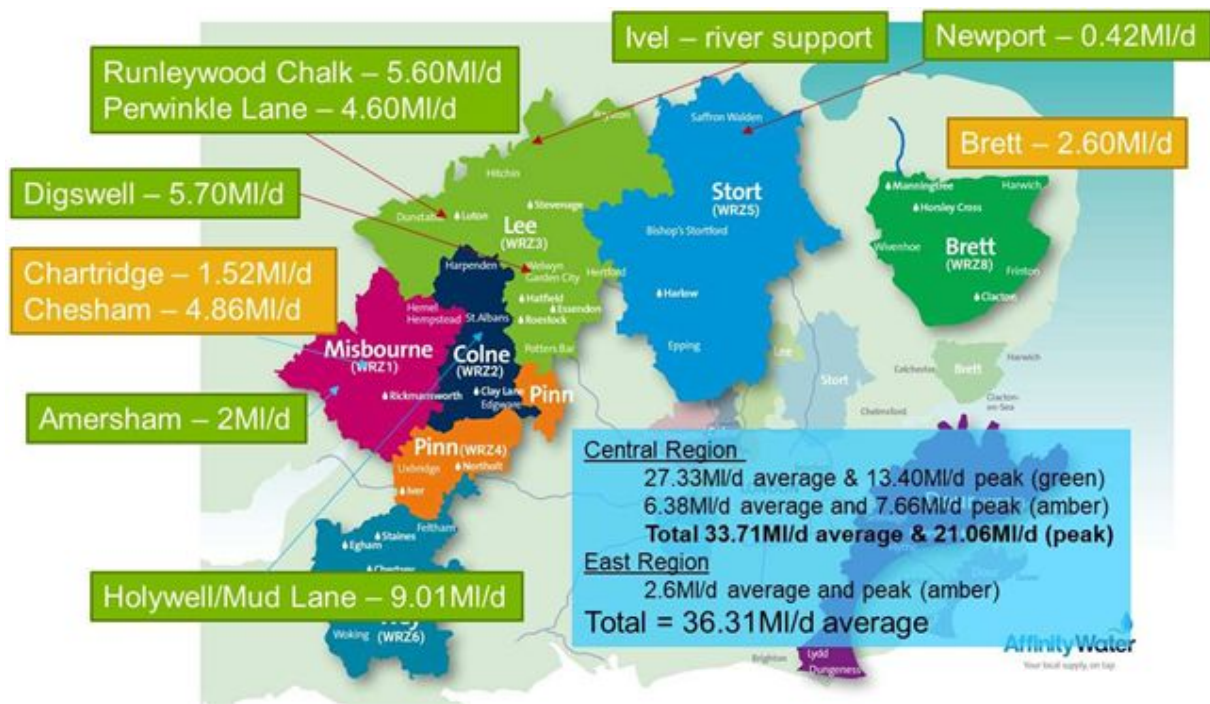 Ivel – river support
Newport – 0.42Ml/d
Runleywood Chalk – 5.60Ml/d
Perwinkle Lane – 4.60Ml/d
Brett – 2.60Ml/d
Digswell – 5.70Ml/d
Chartridge – 1.52Ml/d
Chesham – 4.86Ml/d
Amersham – 2Ml/d
Holywell/Mud Lane – 9.01Ml/d
Royston
Saffron Walden
Hitchin
Stevenage
Dunstable
Luton
Lee
(WRZ3)
Stort
(WRZ5)
Bishop's Stortford
Manningtree
Harwich
Horsley Cross
Wivenhoe
Brett
(WRZ8)
Frinton
Clacton
Harpenden
Welwyn
Garden City
Hertford
Hatfield
Essendon
Roestock
Harlow
Hemel
Hempstead
St.Albans
Potters Bar
Epping
Misbourne
(WRZ1)
Colne
(WRZ2)
Pinn
Rickmansworth
Clay Lane
Edgware
Lee
Stort
Colchester
Brett
Harwich
Clacton
-on-Sea
Chelmsford
Pinn (WRZ4)
Uxbridge
Northolt
Iver
Feltham
Staines
Egham
Chertsey
Woking
(WRZ6)
Central Region
27.33Ml/d average & 13.40Ml/d peak (green)
6.38Ml/d average and 7.66Ml/d peak (amber)
Total 33.71Ml/d average & 21.06Ml/d (peak)
East Region
2.6Ml/d average and peak (amber)
Total = 36.31Ml/d average
LONDON
Brighton
Lydd
Dungeness
Affinity Water
Your local supply, on tap